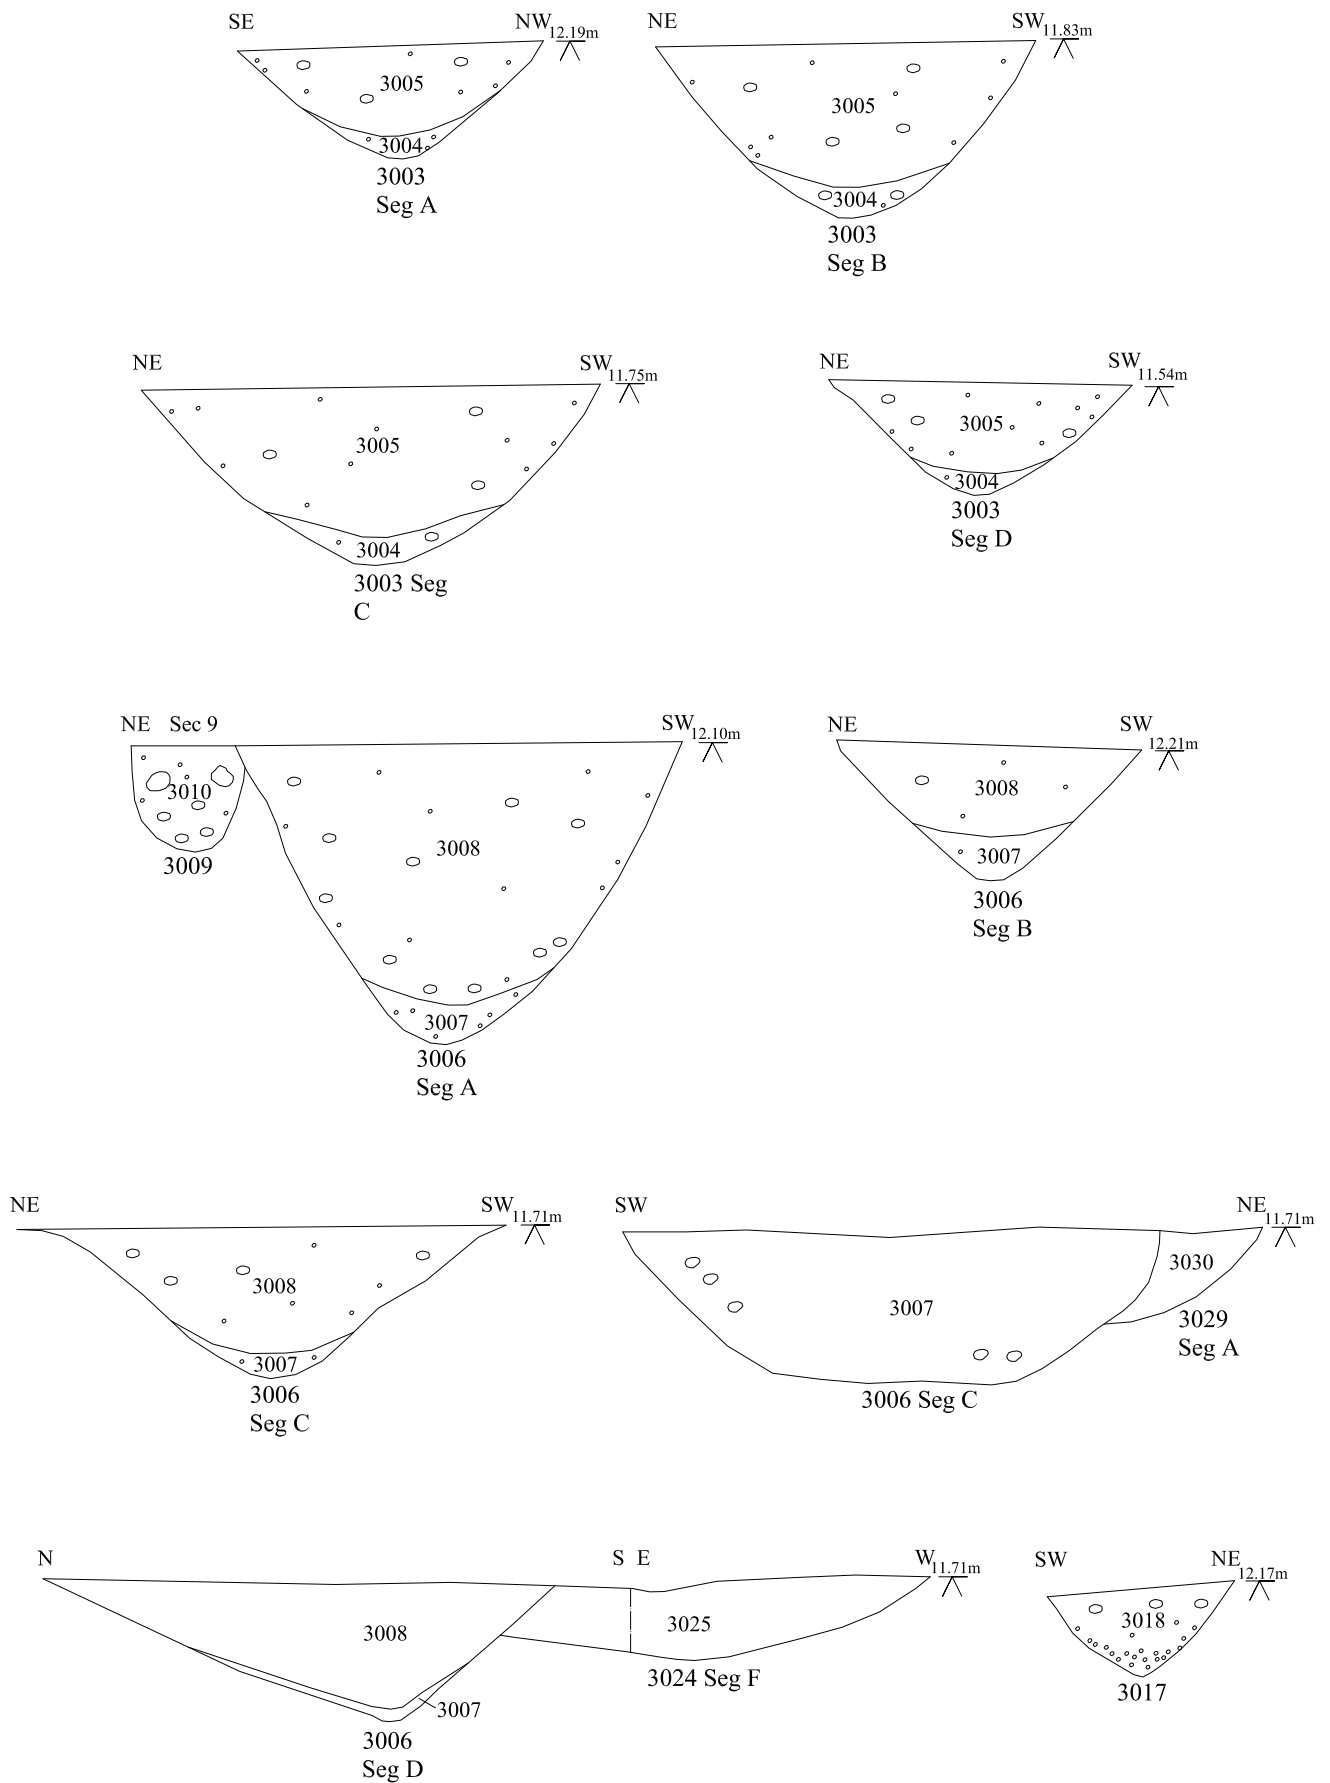 SE NW 12.19m
3005
3004
3003
Seg A
NE SW 11.83m
3005
3004
3003
Seg B
NE SW 11.75m
3005
3004
3003 Seg
C
NE SW 11.54m
3005
3004
3003
Seg D
NE Sec 9 SW 12.10m
3010
3009
3008
3007
3006
Seg A
NE SW 12.21m
3008
3007
3006
Seg B
NE SW 11.71m
3008
3007
3006
Seg C
SW NE 11.71m
3030
3007
3029
Seg A
3006 Seg C
N S E W 11.71m
3008
3025
3024 Seg F
3007
3006
Seg D
SW NE 12.17m
3018
3017